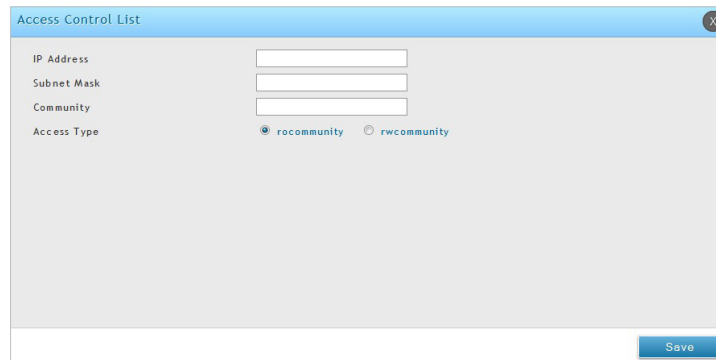 Access Control List
X
IP Address
Subnet Mask
Community
Access Type rocommunity rwcommunity
Save